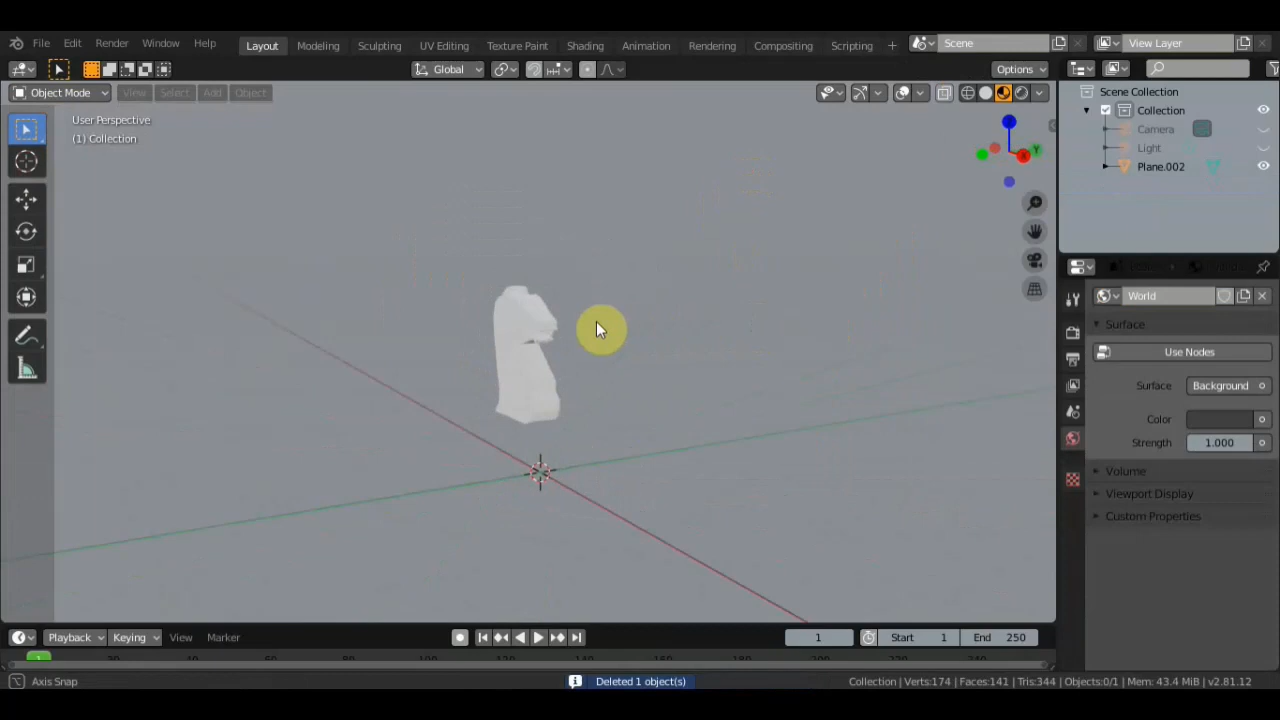 File Edit Render Window Help Layout Modeling Sculpting UV Editing Texture Paint Shading Animation Rendering Compositing Scripting + Scene View Layer
Global Options
Object Mode View Select Add Object
User Perspective
(1) Collection
X
Y
Scene Collection
Collection
Camera
Light
Plane.002
World
Surface
Use Nodes
Surface Background
Color
Strength 1.000
Volume
Viewport Display
Custom Properties
Playback Keying View Marker 1 Start 1 End 250
1
Axis Snap Deleted 1 object(s) Collection | Verts:174 | Faces:141 | Tris:344 | Objects:0/1 | Mem: 43.4 MiB | v2.81.12